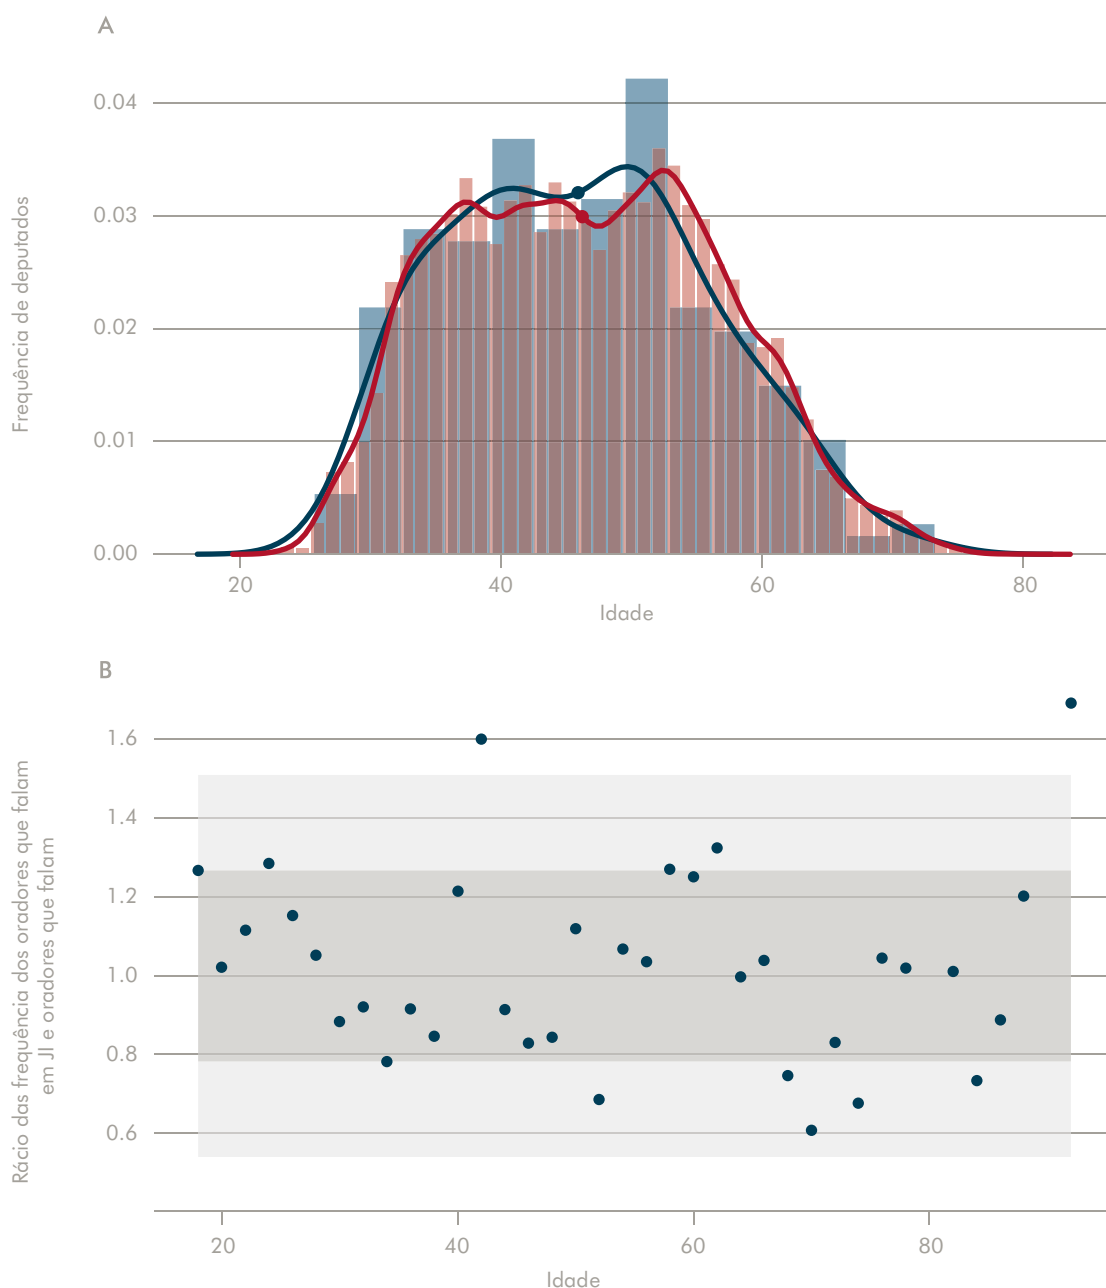 A
0.04
0.03
0.02
0.01
0.00
Frequência de deputados
20 40 60 80
Idade
B
1.6
1.4
1.2
1.0
0.8
0.6
Rácio das frequência dos oradores que falam
em JI e oradores que falam
20 40 60 80
Idade